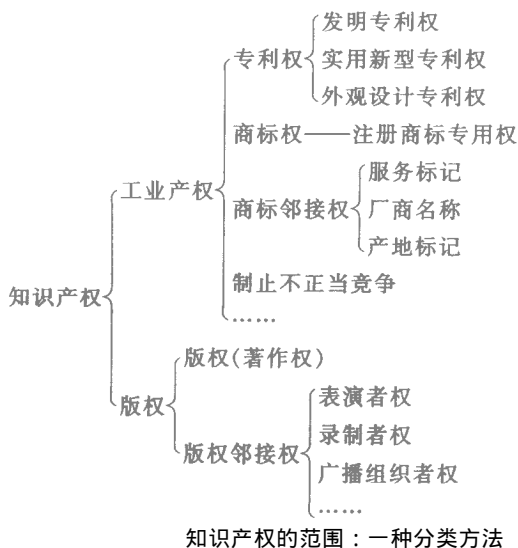 发明专利权
专利权
实用新型专利权
外观设计专利权
商标权——注册商标专用权
服务标记
工业产权
商标邻接权
厂商名称
产地标记
制止不正当竞争
知识产权
……
版权(著作权)
版权
表演者权
录制者权
版权邻接权
广播组织者权
……
知识产权的范围：一种分类方法